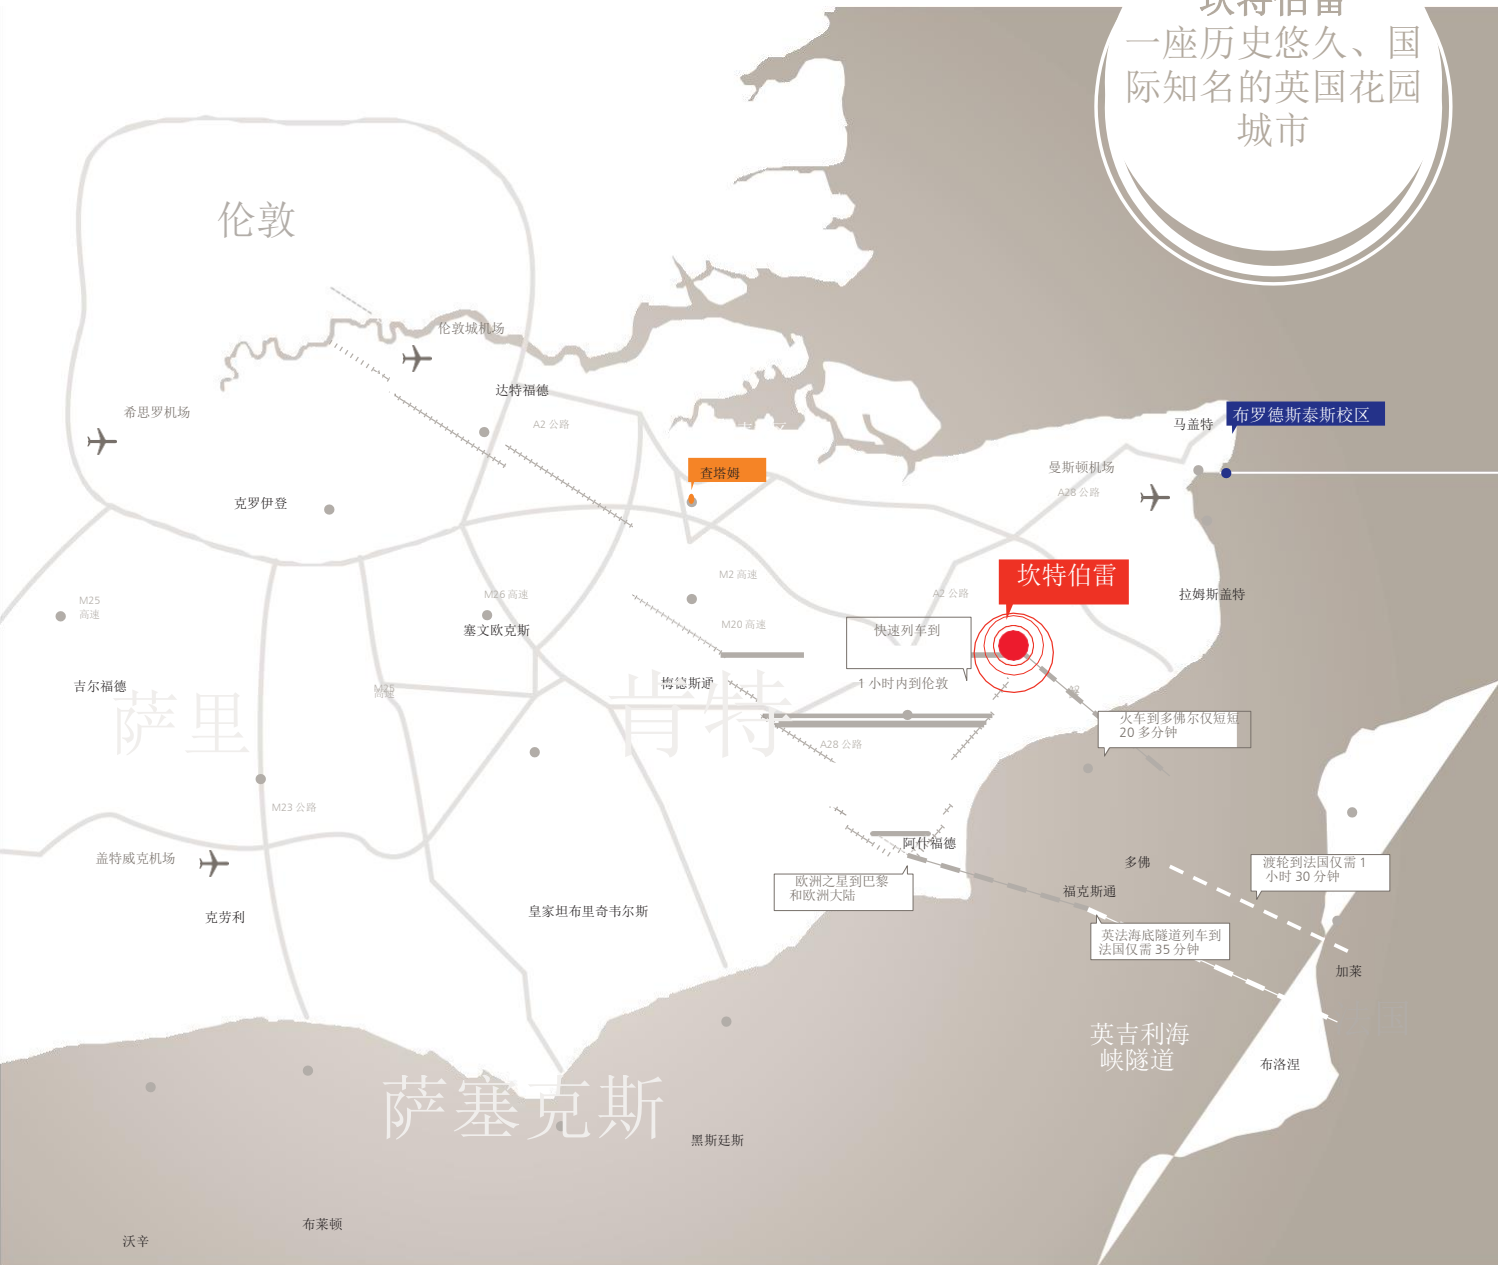 坎特伯雷
一座历史悠久、国
际知名的英国花园
城市
伦敦
伦敦城机场
达特福德
希思罗机场
A2 公路
马盖特
布罗德斯泰斯校区
查塔姆
曼斯顿机场
A28 公路
克罗伊登
M2 高速
坎特伯雷
M25
高速
M26 高速
A2 公路
拉姆斯盖特
塞文欧克斯
M20 高速
快速列车到
1 小时内到伦敦
吉尔福德
梅德斯通
M25
高速
A2
萨里
肯特
火车到多佛尔仅短短
20 多分钟
A28 公路
M23 公路
阿什福德
盖特威克机场
多佛
渡轮到法国仅需 1
小时 30 分钟
欧洲之星到巴黎
和欧洲大陆
福克斯通
克劳利
皇家坦布里奇韦尔斯
英法海底隧道列车到
法国仅需 35 分钟
加莱
英吉利海
峡隧道
布洛涅
萨塞克斯
黑斯廷斯
布莱顿
沃辛